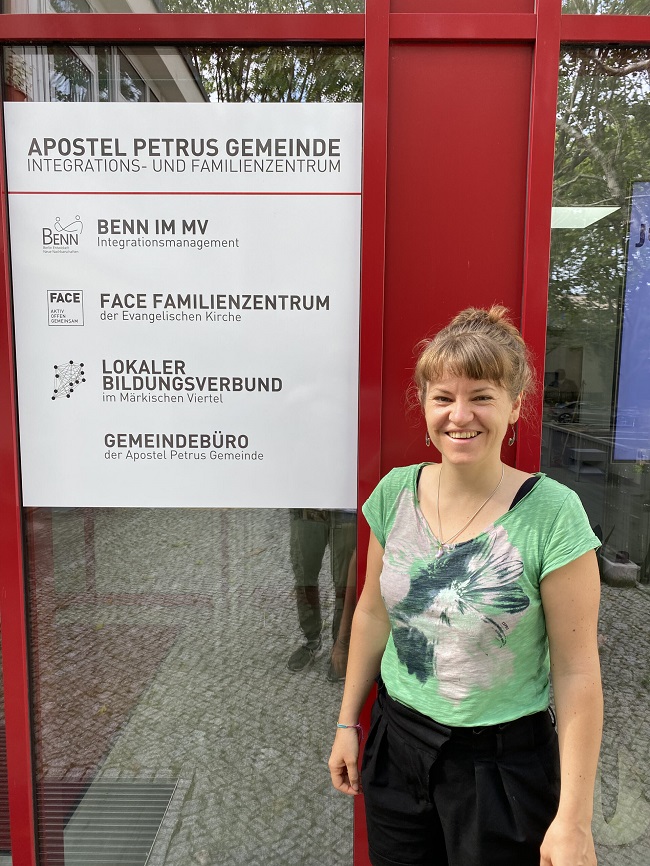 APOSTEL PETRUS GEMEINDE
INTEGRATIONS- UND FAMILIENZENTRUM
BENN
BENN IM MV
Integrationsmanagement
FACE
AKTIV
OFFEN
GEMEINSAM
FACE FAMILIENZENTRUM
der Evangelischen Kirche
LOKALER
BILDUNGSVERBUND
im Märkischen Viertel
GEMEINDEBÜRO
der Apostel Petrus Gemeinde